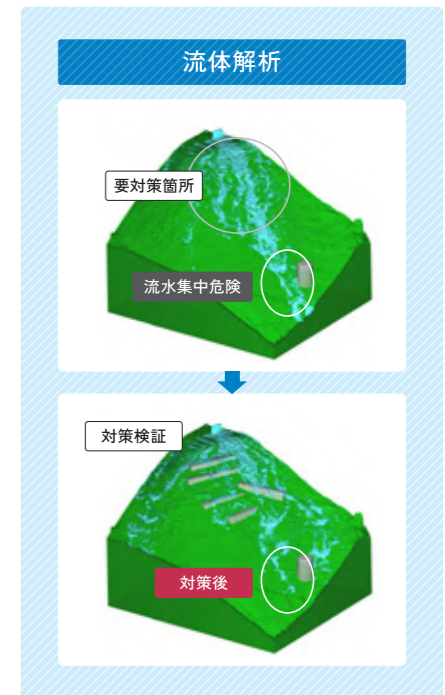 流体解析
要対策箇所
流水集中危険
対策検証
対策後